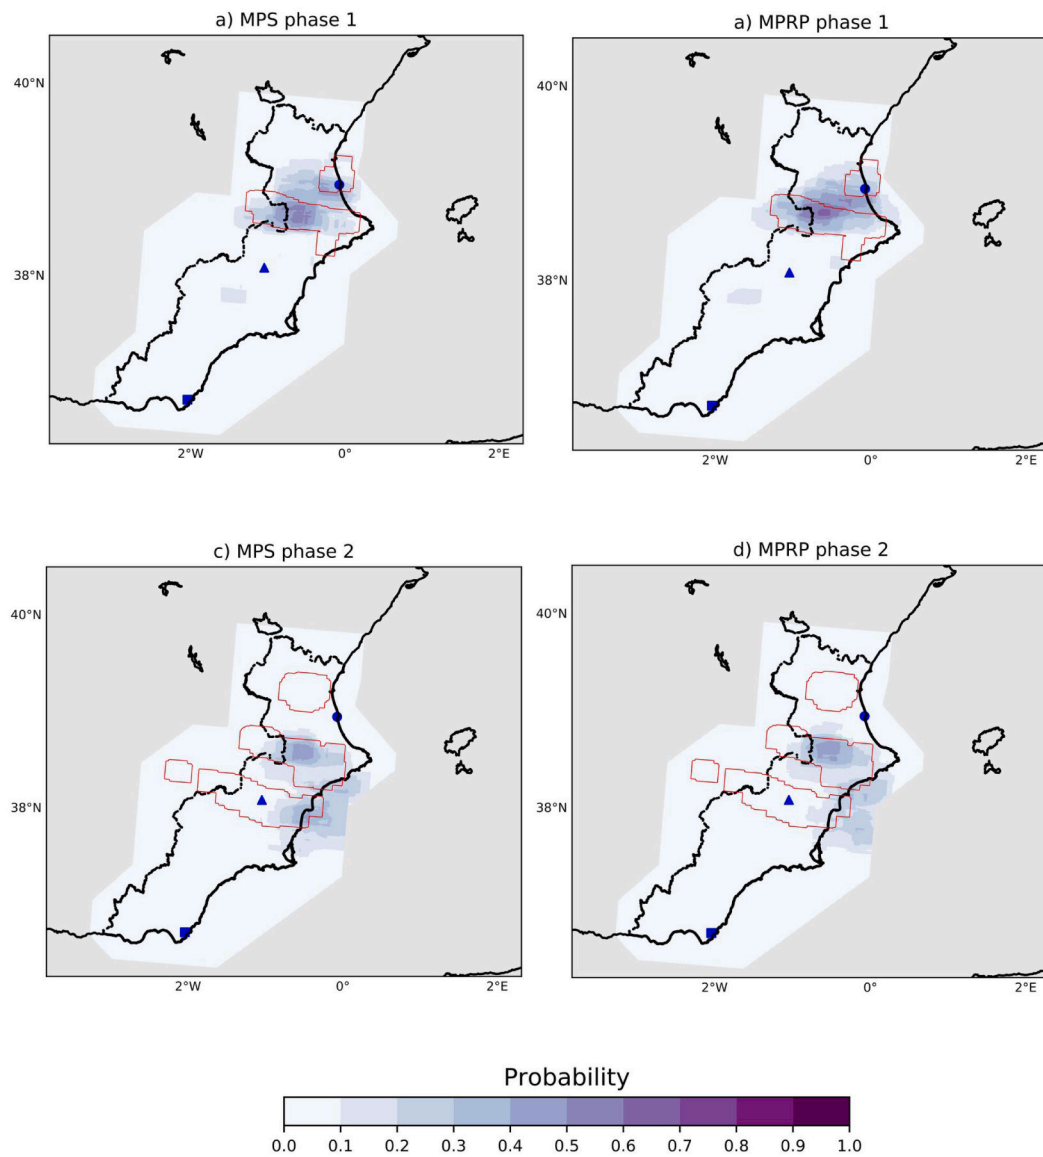 a) MPS phase 1
a) MPRP phase 1
40°N
38°N
2°W 0° 2°E
40°N
38°N
2°W 0° 2°E
c) MPS phase 2
d) MPRP phase 2
40°N
38°N
2°W 0° 2°E
40°N
38°N
2°W 0° 2°E
Probability
0.0 0.1 0.2 0.3 0.4 0.5 0.6 0.7 0.8 0.9 1.0